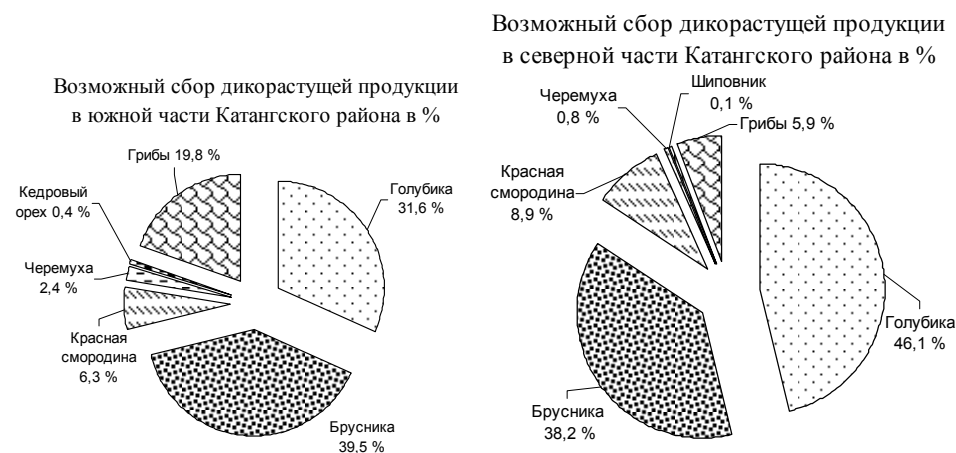 Возможный сбор дикорастущей продукции
в южной части Катангского района в %
Грибы 19,8 %
Кедровый
орех 0,4 %
Черемуха
2,4 %
Красная
смородина
6,3 %
Голубика
31,6 %
Брусника
39,5 %
Возможный сбор дикорастущей продукции
в северной части Катангского района в %
Шиповник
0,1 %
Черемуха
0,8 %
Грибы 5,9 %
Красная
смородина
8,9 %
Голубика
46,1 %
Брусника
38,2 %